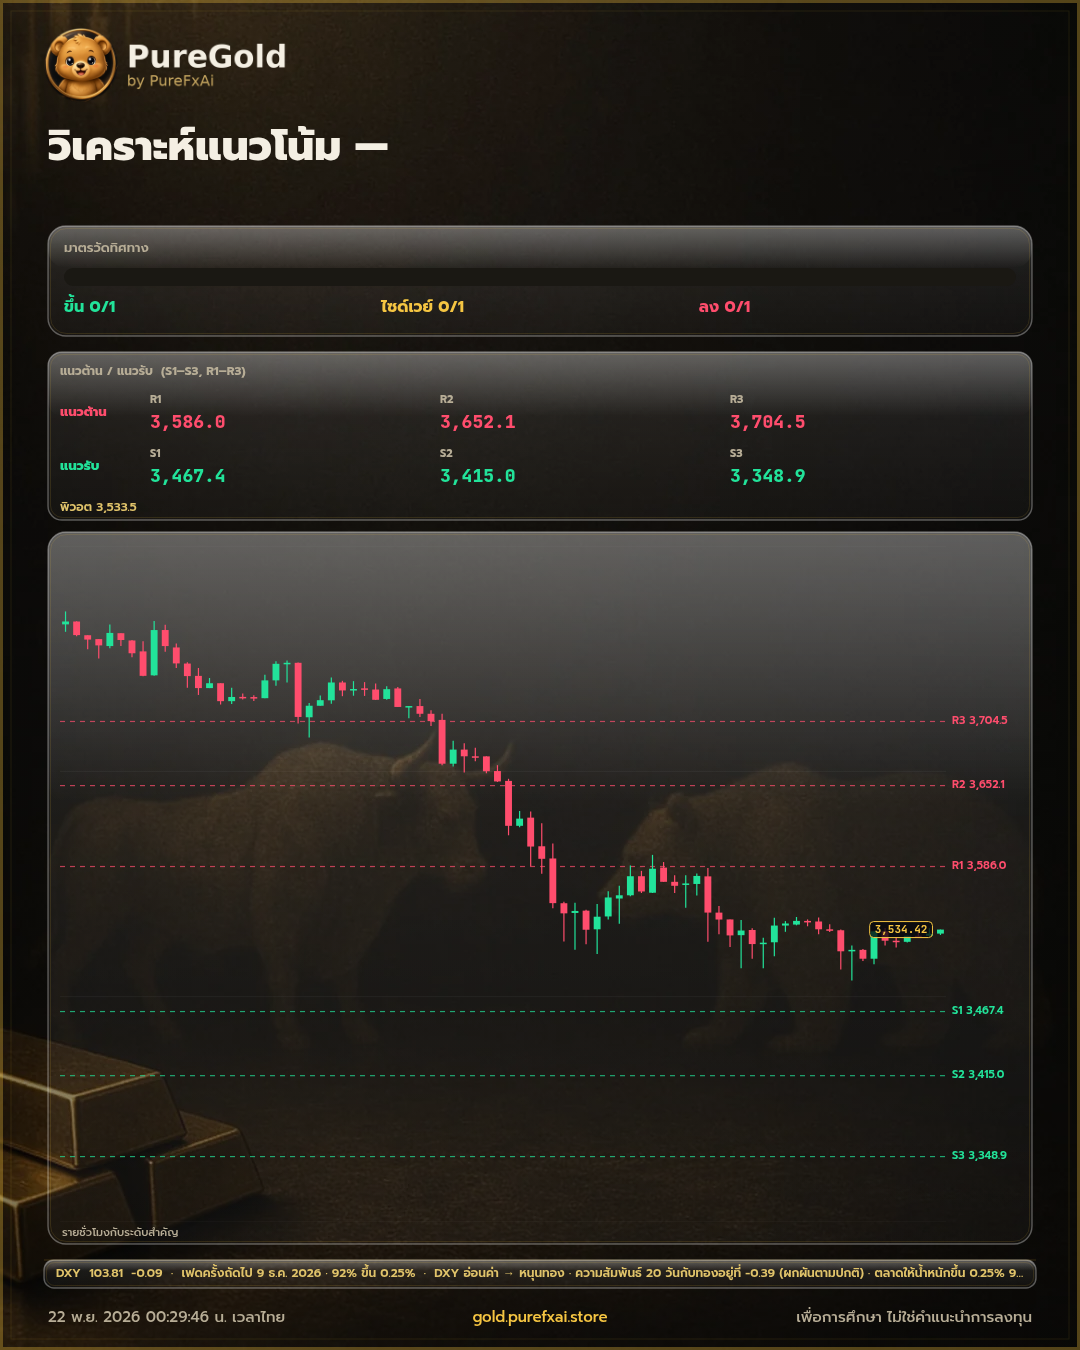 PureGold
by PureFxAi
วิเคราะห์แนวโน้ม —
มาตรวัดทิศทาง
ขึ้น 0/1 ไซด์เวย์ 0/1 ลง 0/1
แนวต้าน / แนวรับ (S1–S3, R1–R3)
R1 R2 R3
แนวต้าน 3,586.0 3,652.1 3,704.5
S1 S2 S3
แนวรับ 3,467.4 3,415.0 3,348.9
พิวอต 3,533.5
R3 3,704.5
R2 3,652.1
R1 3,586.0
3,534.42
S1 3,467.4
S2 3,415.0
S3 3,348.9
รายชั่วโมงกับระดับสำคัญ
DXY 103.81 -0.09 · เฟดครั้งถัดไป 9 ธ.ค. 2026 · 92% ขึ้น 0.25% · DXY อ่อนค่า → หนุนทอง · ความสัมพันธ์ 20 วันกับทองอยู่ที่ -0.39 (ผกผันตามปกติ) · ตลาดให้น้ำหนักขึ้น 0.25% 9…
22 พ.ย. 2026 00:29:46 น. เวลาไทย gold.purefxai.store เพื่อการศึกษา ไม่ใช่คำแนะนำการลงทุน